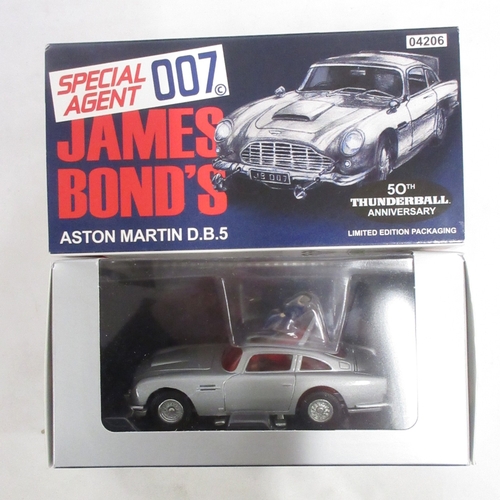 04206
SPECIAL
AGENT 007 ©
JAMES
BOND'S
ASTON MARTIN D.B.5
JB 007
50TH
THUNDERBALL
ANNIVERSARY
LIMITED EDITION PACKAGING